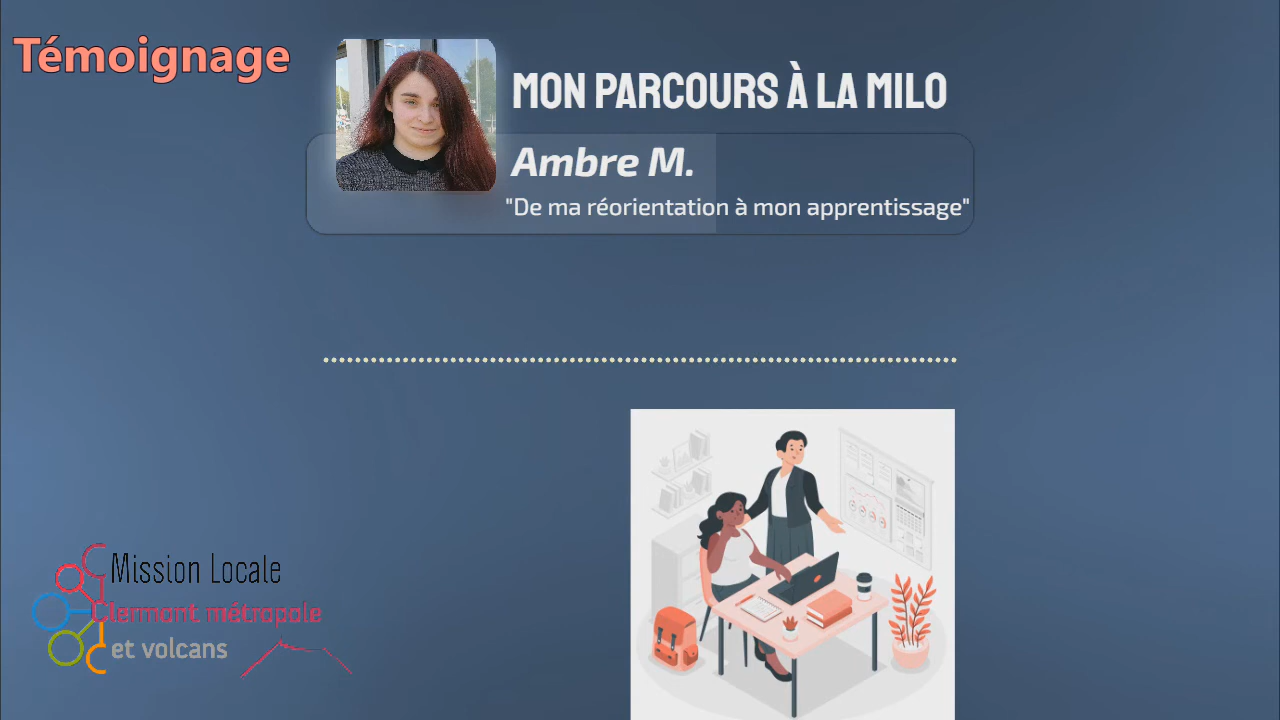 Témoignage
MON PARCOURS À LA MILO
Ambre M.
"De ma réorientation à mon apprentissage"
Mission Locale
Clermont métropole
et volcans